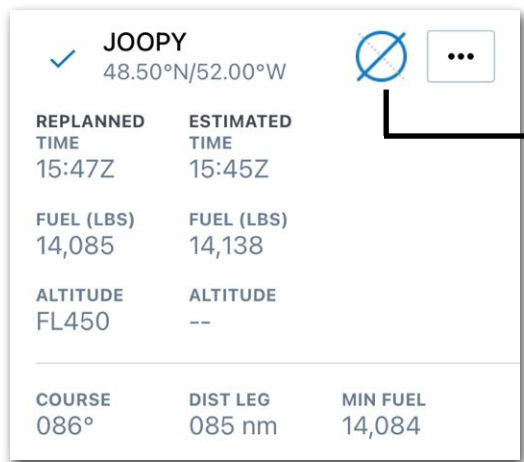 JOOPY
48.50°N/52.00°W
•••
REPLANNED ESTIMATED
TIME TIME
15:47Z 15:45Z
FUEL (LBS) FUEL (LBS)
14,085 14,138
ALTITUDE ALTITUDE
FL450 --
COURSE DIST LEG MIN FUEL
086° 085 nm 14,084